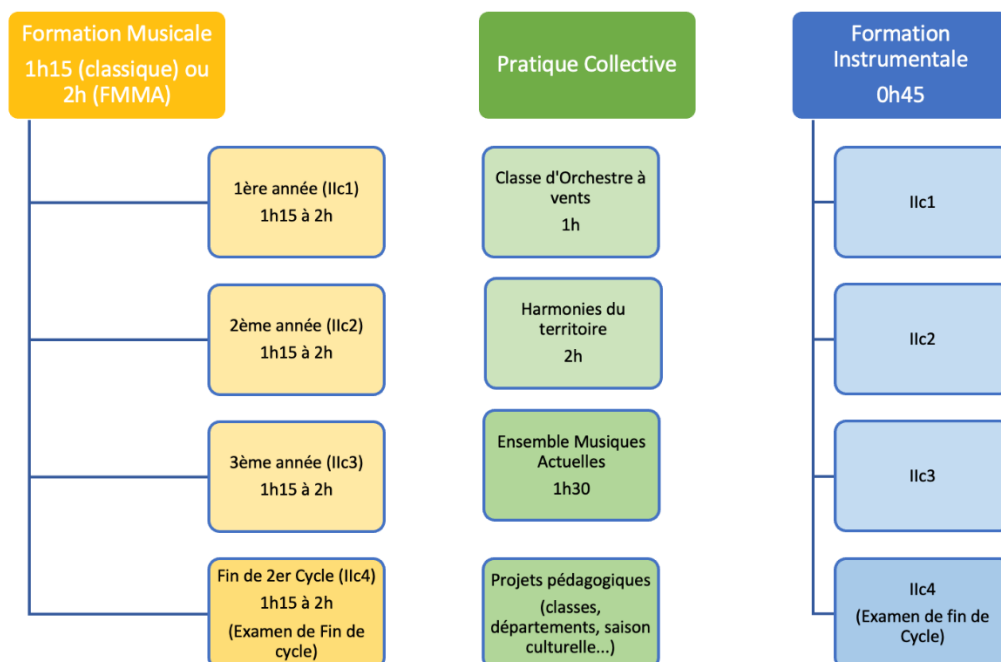 Formation Musicale
1h15 (classique) ou
2h (FMMA)
1ère année (IIc1)
1h15 à 2h
2ème année (IIc2)
1h15 à 2h
3ème année (IIc3)
1h15 à 2h
Fin de 2er Cycle (IIc4)
1h15 à 2h
(Examen de Fin de
cycle)
Pratique Collective
Classe d'Orchestre à
vents
1h
Harmonies du
territoire
2h
Ensemble Musiques
Actuelles
1h30
Projets pédagogiques
(classes,
départements, saison
culturelle...)
Formation
Instrumentale
0h45
IIc1
IIc2
IIc3
IIc4
(Examen de fin de
Cycle)